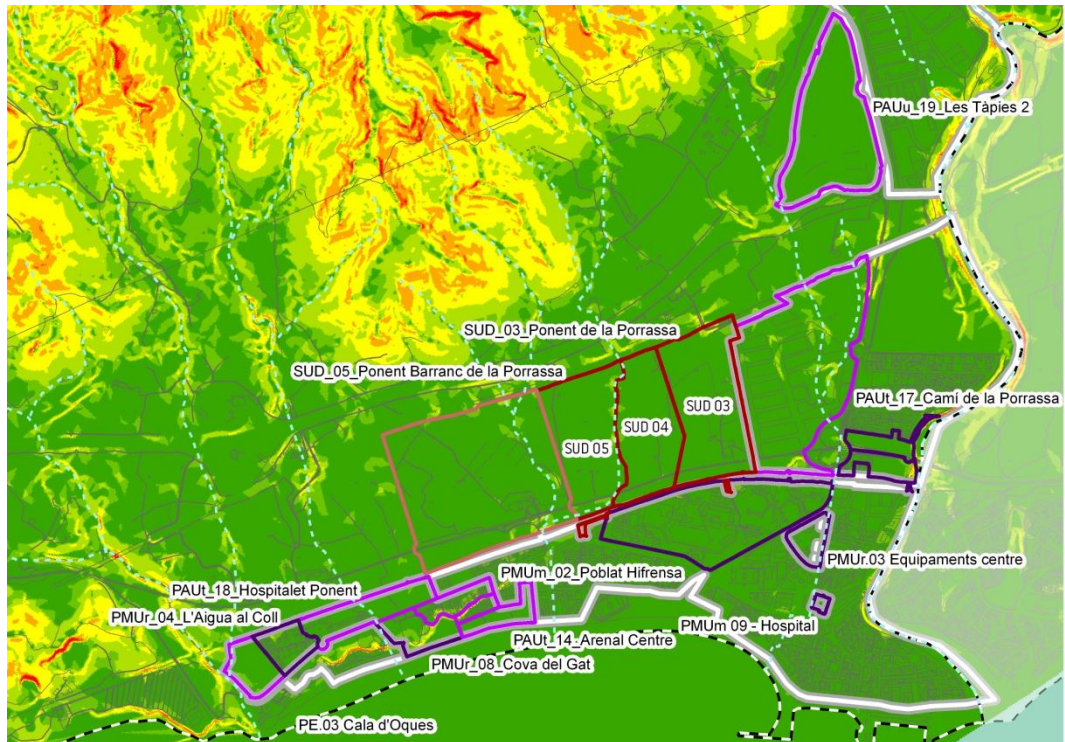 PAUu_19_Les Tàpies 2
SUD_03_Ponent de la Porrassa
SUD_05_Ponent Barranc de la Porrassa
PAUt_17_Camí de la Porrassa
SUD 03
SUD 04
SUD 05
PMUr.03 Equipaments centre
PMUm_02_Poblat Hifrensa
PAUt_18_Hospitalet Ponent
PMUr_04_L'Aigua al Coll
PMUm 09 - Hospital
PAUt_14_Arenal Centre
PMUr_08_Cova del Gat
PE.03 Cala d'Oques